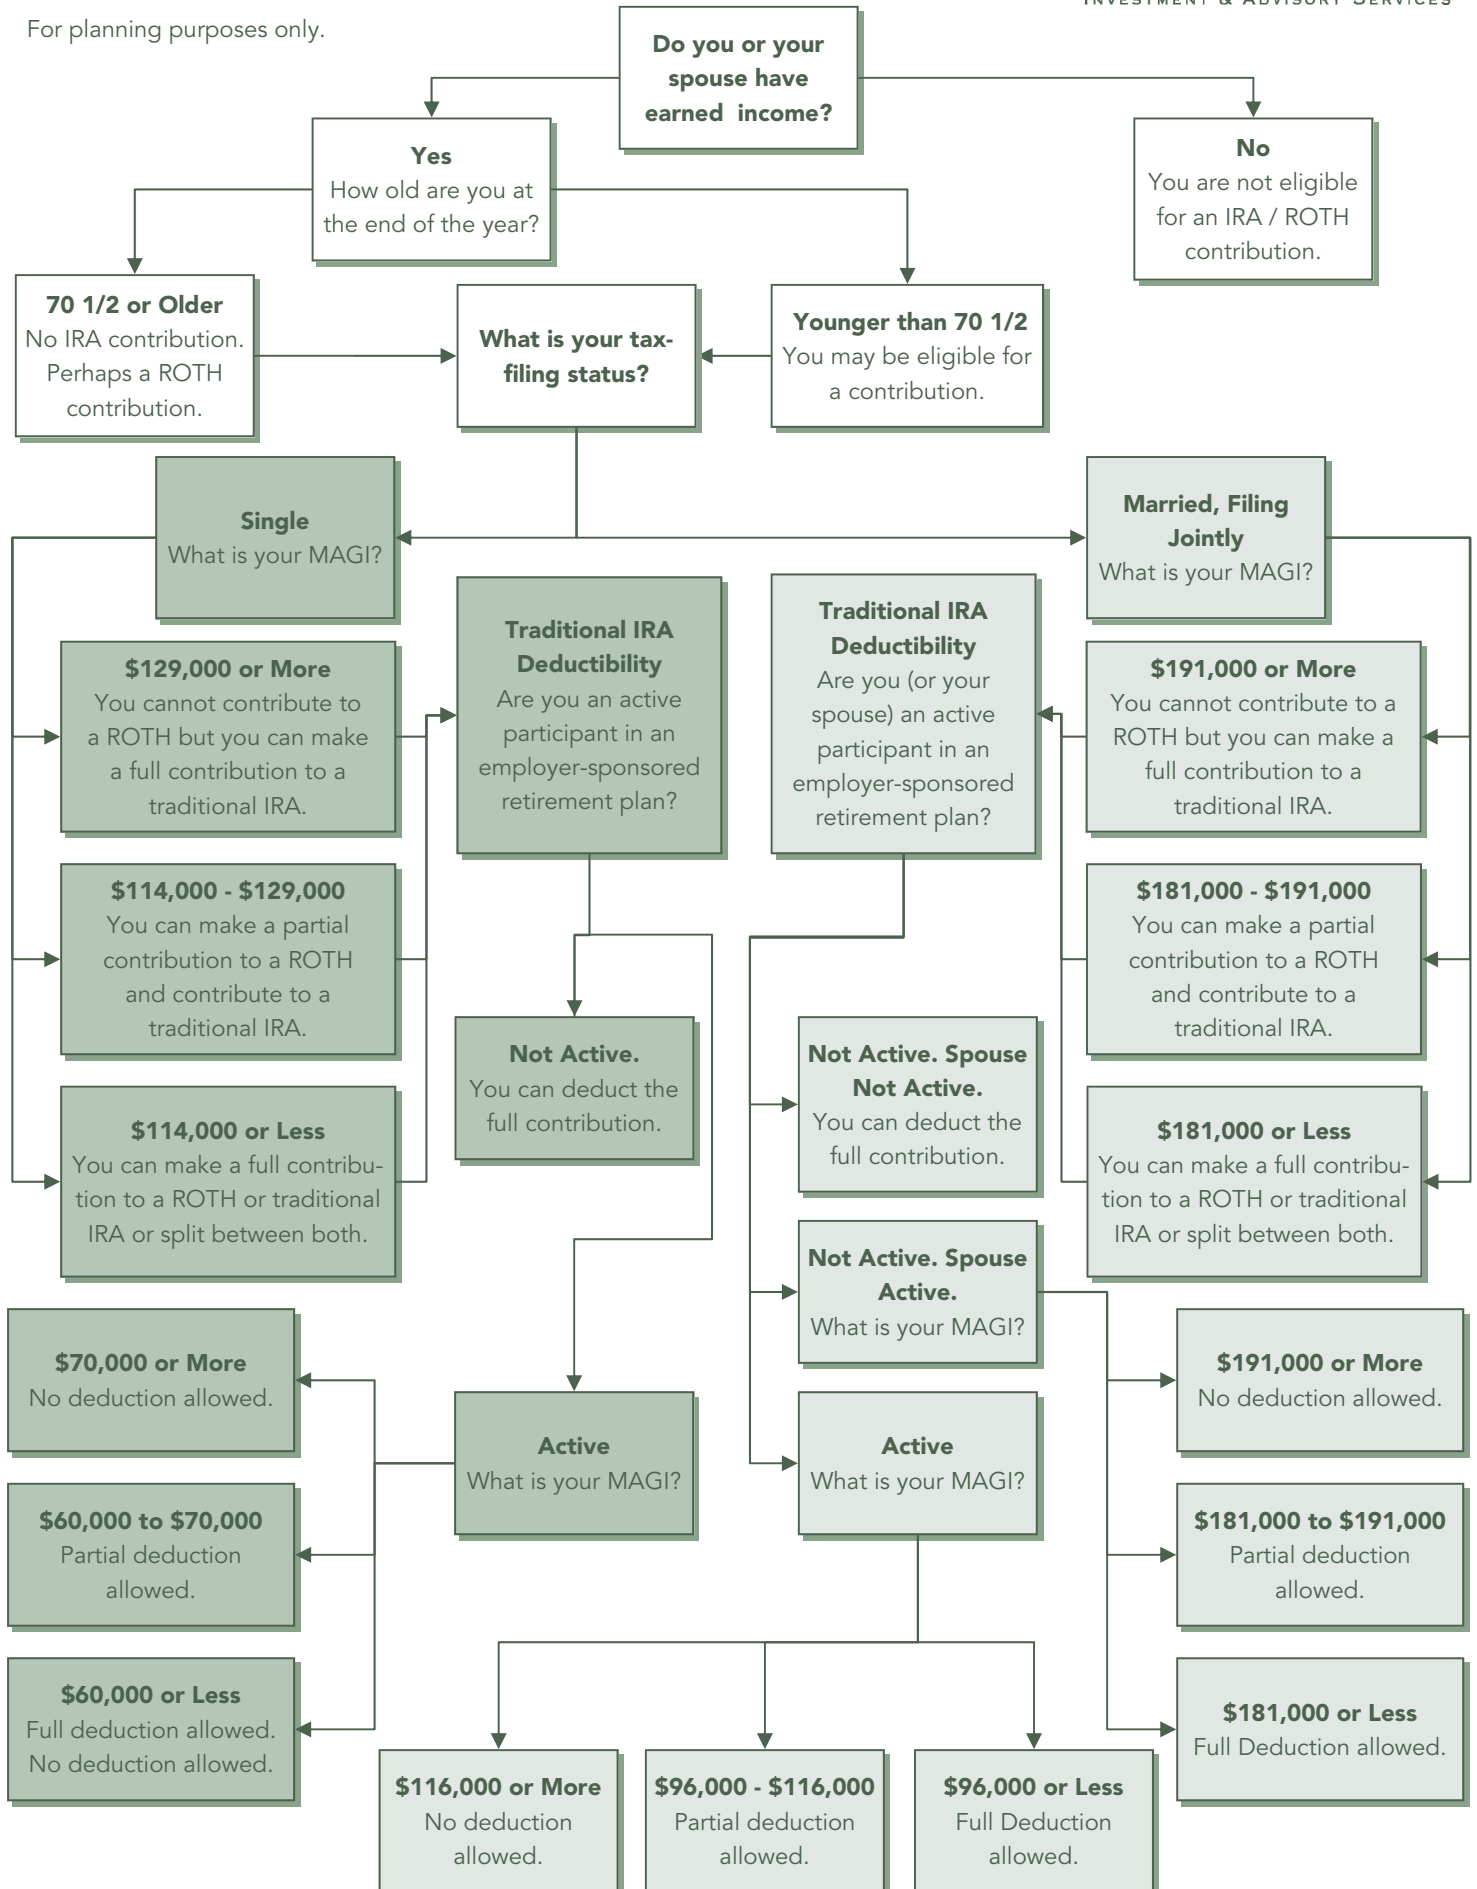 INVESTMENT & ADVISORY SERVICES
For planning purposes only.
Do you or your
spouse have
earned income?
Yes
How old are you at
the end of the year?
No
You are not eligible
for an IRA / ROTH
contribution.
70 1/2 or Older
No IRA contribution.
Perhaps a ROTH
contribution.
What is your tax-
filing status?
Younger than 70 1/2
You may be eligible for
a contribution.
Single
What is your MAGI?
Married, Filing
Jointly
What is your MAGI?
$129,000 or More
You cannot contribute to
a ROTH but you can make
a full contribution to a
traditional IRA.
Traditional IRA
Deductibility
Are you an active
participant in an
employer-sponsored
retirement plan?
Traditional IRA
Deductibility
Are you (or your
spouse) an active
participant in an
employer-sponsored
retirement plan?
$191,000 or More
You cannot contribute to a
ROTH but you can make a
full contribution to a
traditional IRA.
$114,000 - $129,000
You can make a partial
contribution to a ROTH
and contribute to a
traditional IRA.
$181,000 - $191,000
You can make a partial
contribution to a ROTH
and contribute to a
traditional IRA.
Not Active.
You can deduct the
full contribution.
Not Active. Spouse
Not Active.
You can deduct the
full contribution.
$114,000 or Less
You can make a full contribu-
tion to a ROTH or traditional
IRA or split between both.
$181,000 or Less
You can make a full contribu-
tion to a ROTH or traditional
IRA or split between both.
Not Active. Spouse
Active.
What is your MAGI?
$70,000 or More
No deduction allowed.
$191,000 or More
No deduction allowed.
Active
What is your MAGI?
Active
What is your MAGI?
$60,000 to $70,000
Partial deduction
allowed.
$181,000 to $191,000
Partial deduction
allowed.
$60,000 or Less
Full deduction allowed.
No deduction allowed.
$181,000 or Less
Full Deduction allowed.
$116,000 or More
No deduction
allowed.
$96,000 - $116,000
Partial deduction
allowed.
$96,000 or Less
Full Deduction
allowed.